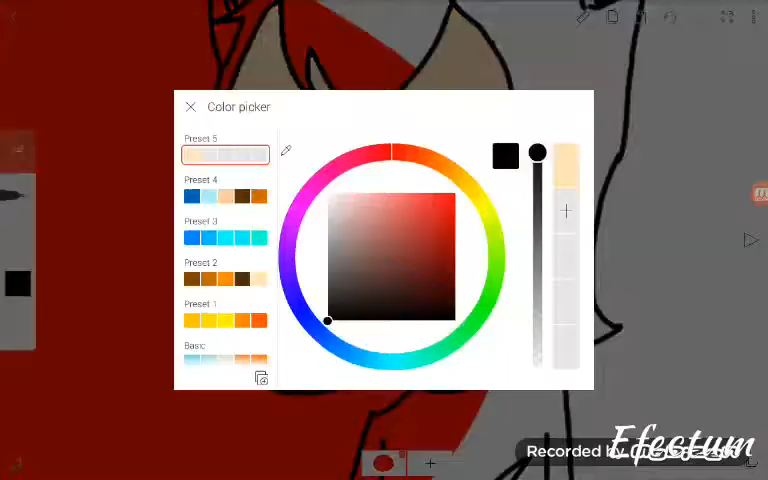 Color picker
Preset 5
Preset 4
Preset 3
Preset 2
Preset 1
Basic
Efectum
Recorded by